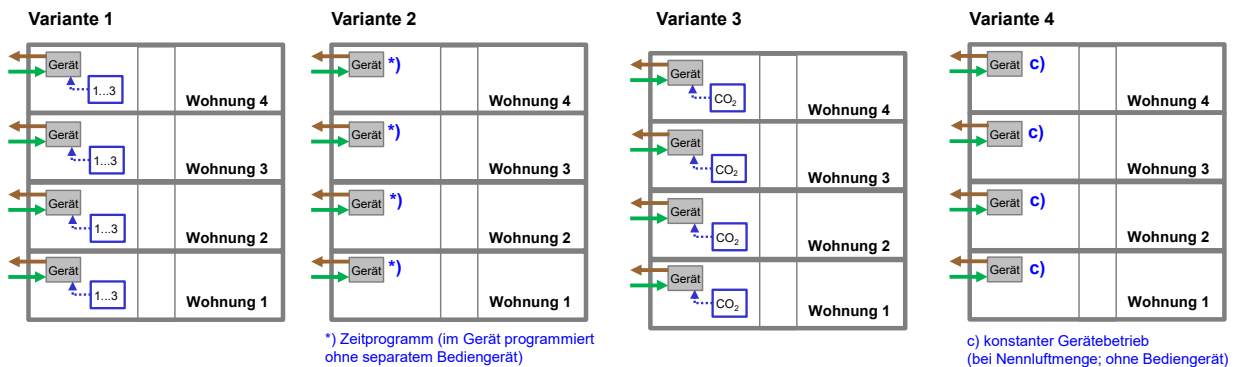 Variante 1
Gerät
1...3
Wohnung 4
Gerät
1...3
Wohnung 3
Gerät
1...3
Wohnung 2
Gerät
1...3
Wohnung 1
Variante 2
Gerät *)
Wohnung 4
Gerät *)
Wohnung 3
Gerät *)
Wohnung 2
Gerät *)
Wohnung 1
*) Zeitprogramm (im Gerät programmiert
ohne separatem Bediengerät)
Variante 3
Gerät
CO₂
Wohnung 4
Gerät
CO₂
Wohnung 3
Gerät
CO₂
Wohnung 2
Gerät
CO₂
Wohnung 1
Variante 4
Gerät c)
Wohnung 4
Gerät c)
Wohnung 3
Gerät c)
Wohnung 2
Gerät c)
Wohnung 1
c) konstanter Gerätebetrieb
(bei Nennluftmenge; ohne Bediengerät)